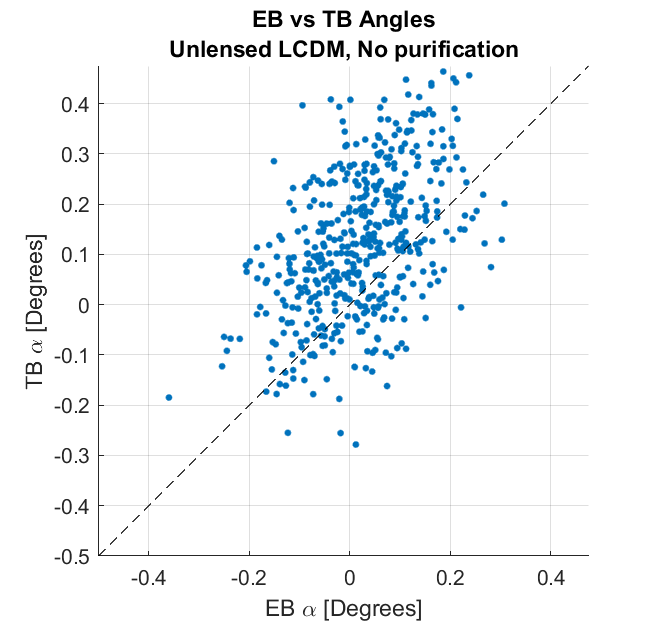 EB vs TB Angles
Unlensed LCDM, No purification
0.4
0.3
0.2
0.1
0
-0.1
-0.2
-0.3
-0.4
-0.5
TB α [Degrees]
-0.4 -0.2 0 0.2 0.4
EB α [Degrees]